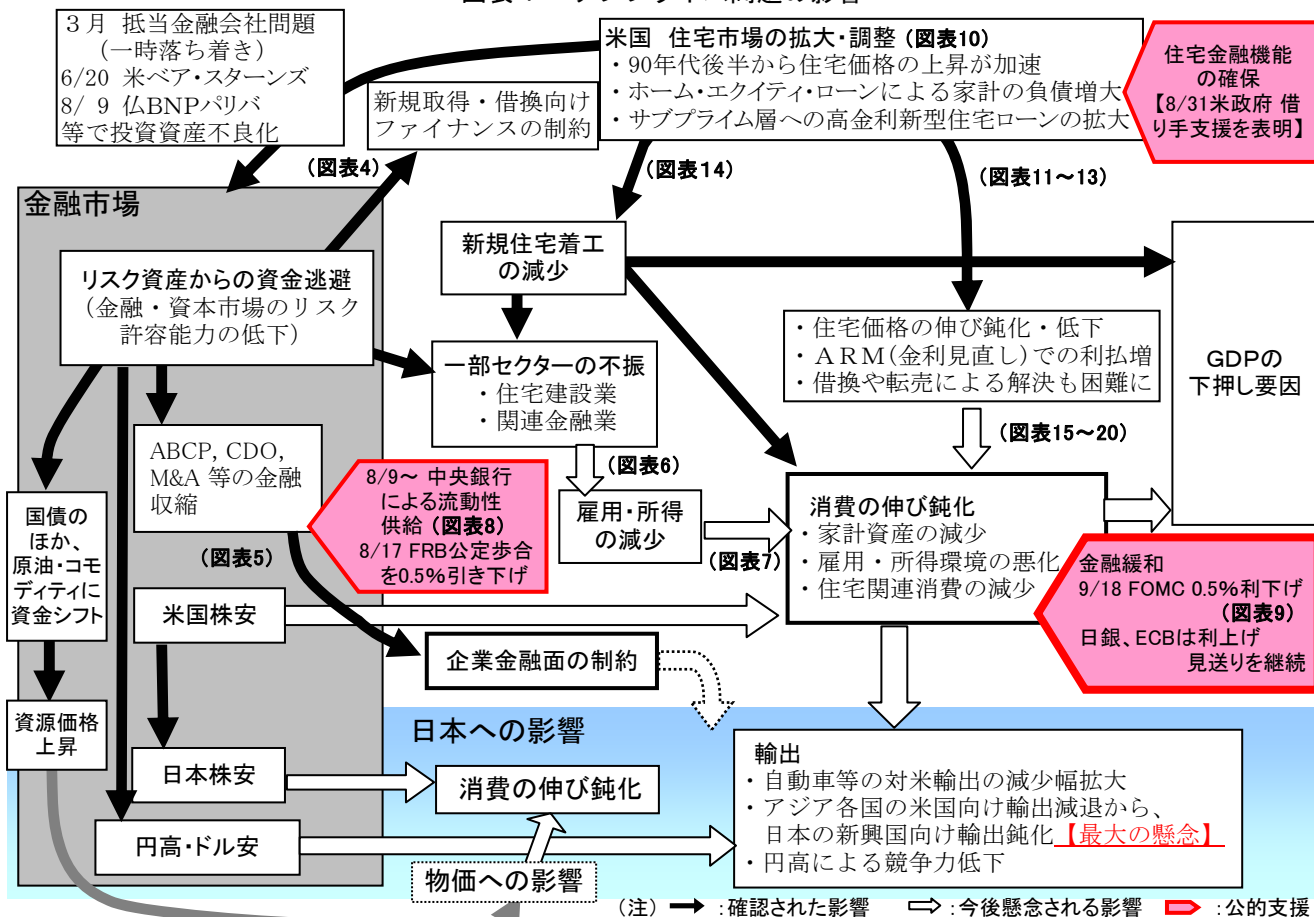 ３月 抵当金融会社問題
(一時落ち着き)
6/20 米ベア・スターンズ
8/ 9 仏BNPパリバ
等で投資資産不良化
新規取得・借換向け
ファイナンスの制約
米国 住宅市場の拡大・調整 (図表10)
・90年代後半から住宅価格の上昇が加速
・ホーム・エクイティ・ローンによる家計の負債増大
・サブプライム層への高金利新型住宅ローンの拡大
住宅金融機能
の確保
【8/31米政府 借
り手支援を表明】
(図表4)
(図表14)
(図表11～13)
金融市場
リスク資産からの資金逃避
(金融・資本市場のリスク
許容能力の低下)
新規住宅着工
の減少
・住宅価格の伸び鈍化・低下
・ＡＲＭ(金利見直し)での利払増
・借換や転売による解決も困難に
GDPの
下押し要因
一部セクターの不振
・住宅建設業
・関連金融業
(図表15～20)
(図表6)
ABCP, CDO,
M&A 等の金融
収縮
8/9～ 中央銀行
による流動性
供給 (図表8)
8/17 FRB公定歩合
を0.5%引き下げ
雇用・所得
の減少
(図表7)
消費の伸び鈍化
・家計資産の減少
・雇用・所得環境の悪化
・住宅関連消費の減少
金融緩和
9/18 FOMC 0.5%利下げ
(図表9)
日銀、ECBは利上げ
見送りを継続
国債の
ほか、
原油・コモ
ディティに
資金シフト
(図表5)
米国株安
企業金融面の制約
資源価格
上昇
日本への影響
日本株安
消費の伸び鈍化
輸出
・自動車等の対米輸出の減少幅拡大
・アジア各国の米国向け輸出減退から、
日本の新興国向け輸出鈍化【最大の懸念】
・円高による競争力低下
円高・ドル安
物価への影響
(注) ➡ :確認された影響 ⇨ :今後懸念される影響 :公的支援